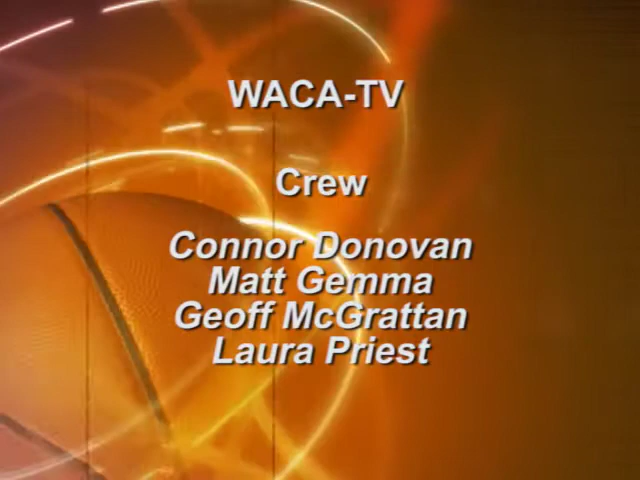 WACA-TV
Crew
Connor Donovan
Matt Gemma
Geoff McGrattan
Laura Priest